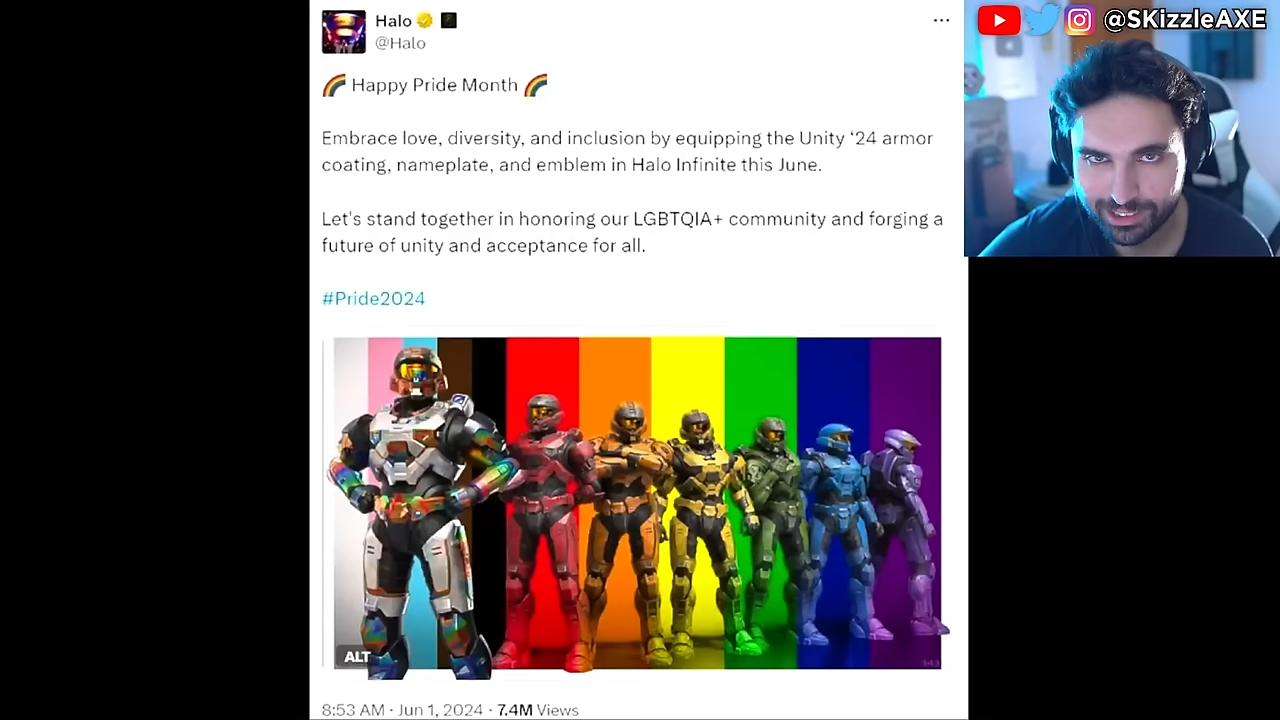 Halo
@Halo
@SKizzleAXE
Happy Pride Month
Embrace love, diversity, and inclusion by equipping the Unity ‘24 armor
coating, nameplate, and emblem in Halo Infinite this June.
Let's stand together in honoring our LGBTQIA+ community and forging a
future of unity and acceptance for all.
#Pride2024
ALT
343
8:53 AM · Jun 1, 2024 · 7.4M Views